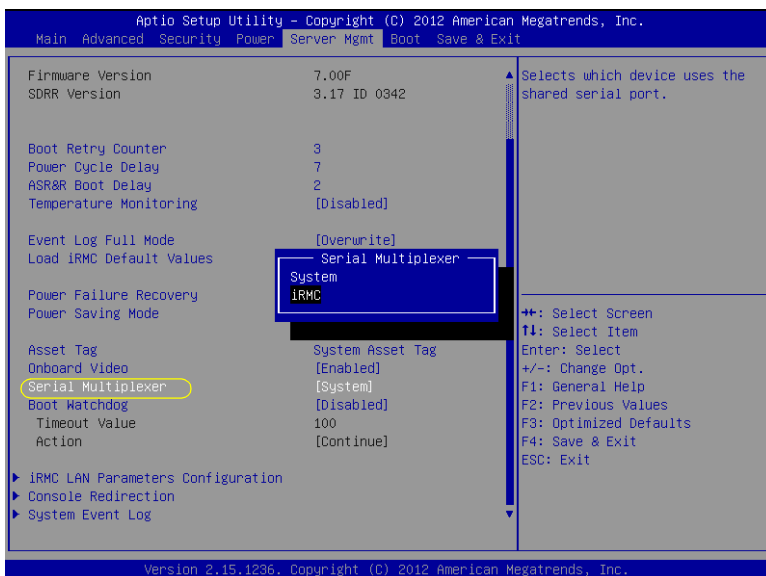 Aptio Setup Utility – Copyright (C) 2012 American Megatrends, Inc.
Main Advanced Security Power Server Mgmt Boot Save & Exit
Firmware Version 7.00F
SDRR Version 3.17 ID 0342
Boot Retry Counter 3
Power Cycle Delay 7
ASR&R Boot Delay 2
Temperature Monitoring [Disabled]
Event Log Full Mode [Overwrite]
Load iRMC Default Values
Power Failure Recovery
Power Saving Mode
Serial Multiplexer
System
iRMC
Asset Tag System Asset Tag
Onboard Video [Enabled]
Serial Multiplexer [System]
Boot Watchdog [Disabled]
Timeout Value 100
Action [Continue]
iRMC LAN Parameters Configuration
Console Redirection
System Event Log
Selects which device uses the
shared serial port.
→←: Select Screen
↑↓: Select Item
Enter: Select
+/-: Change Opt.
F1: General Help
F2: Previous Values
F3: Optimized Defaults
F4: Save & Exit
ESC: Exit
Version 2.15.1236. Copyright (C) 2012 American Megatrends, Inc.